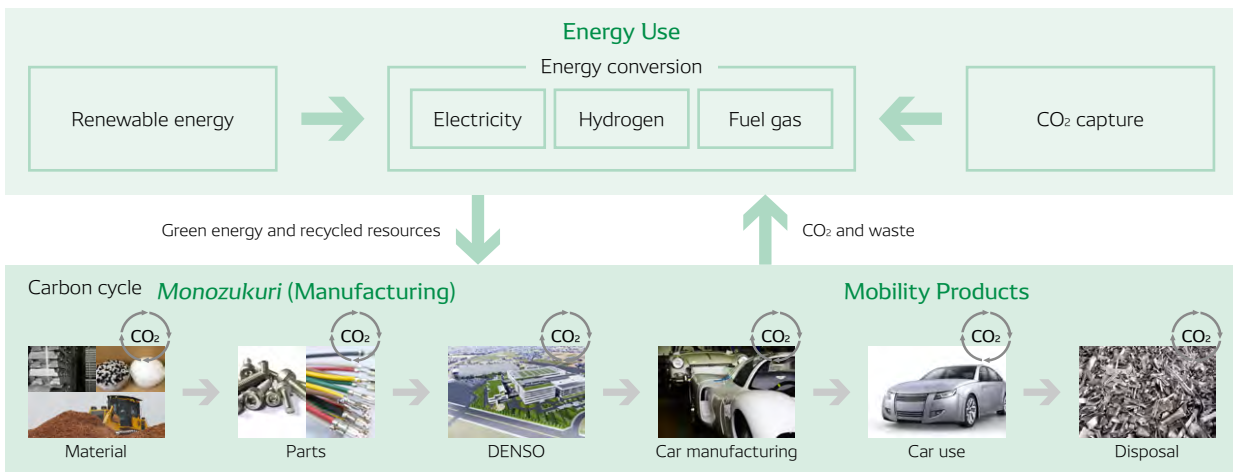 Energy Use
Energy conversion
Renewable energy
Electricity
Hydrogen
Fuel gas
CO₂ capture
Green energy and recycled resources
CO₂ and waste
Carbon cycle
Monozukuri (Manufacturing)
Mobility Products
CO₂
CO₂
CO₂
CO₂
CO₂
CO₂
Material
Parts
DENSO
Car manufacturing
Car use
Disposal